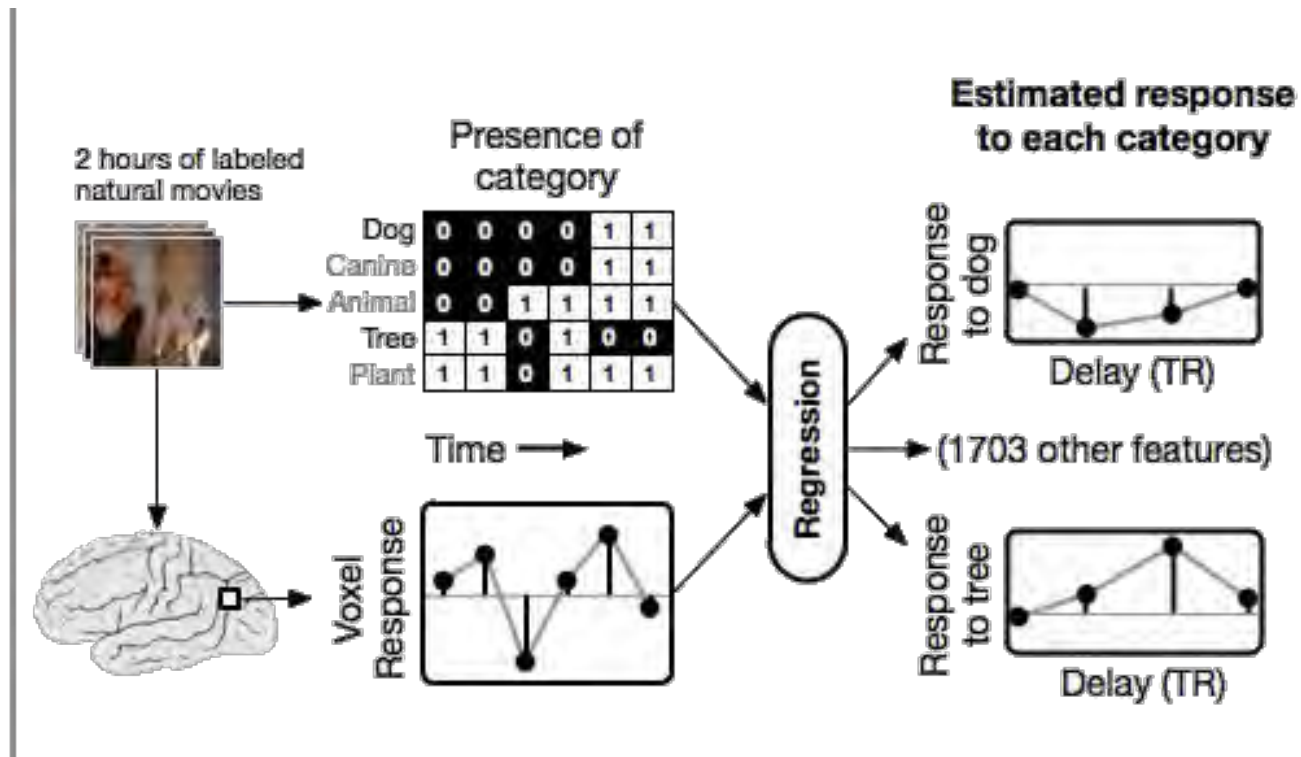 2 hours of labeled
natural movies
Presence of
category
Dog 0 0 0 0 1 1
Canine 0 0 0 0 1 1
Animal 0 0 1 1 1 1
Tree 1 1 0 1 0 0
Plant 1 1 0 1 1 1
Time
Voxel
Response
Regression
Estimated response
to each category
Response
to dog
Delay (TR)
(1703 other features)
Response
to tree
Delay (TR)